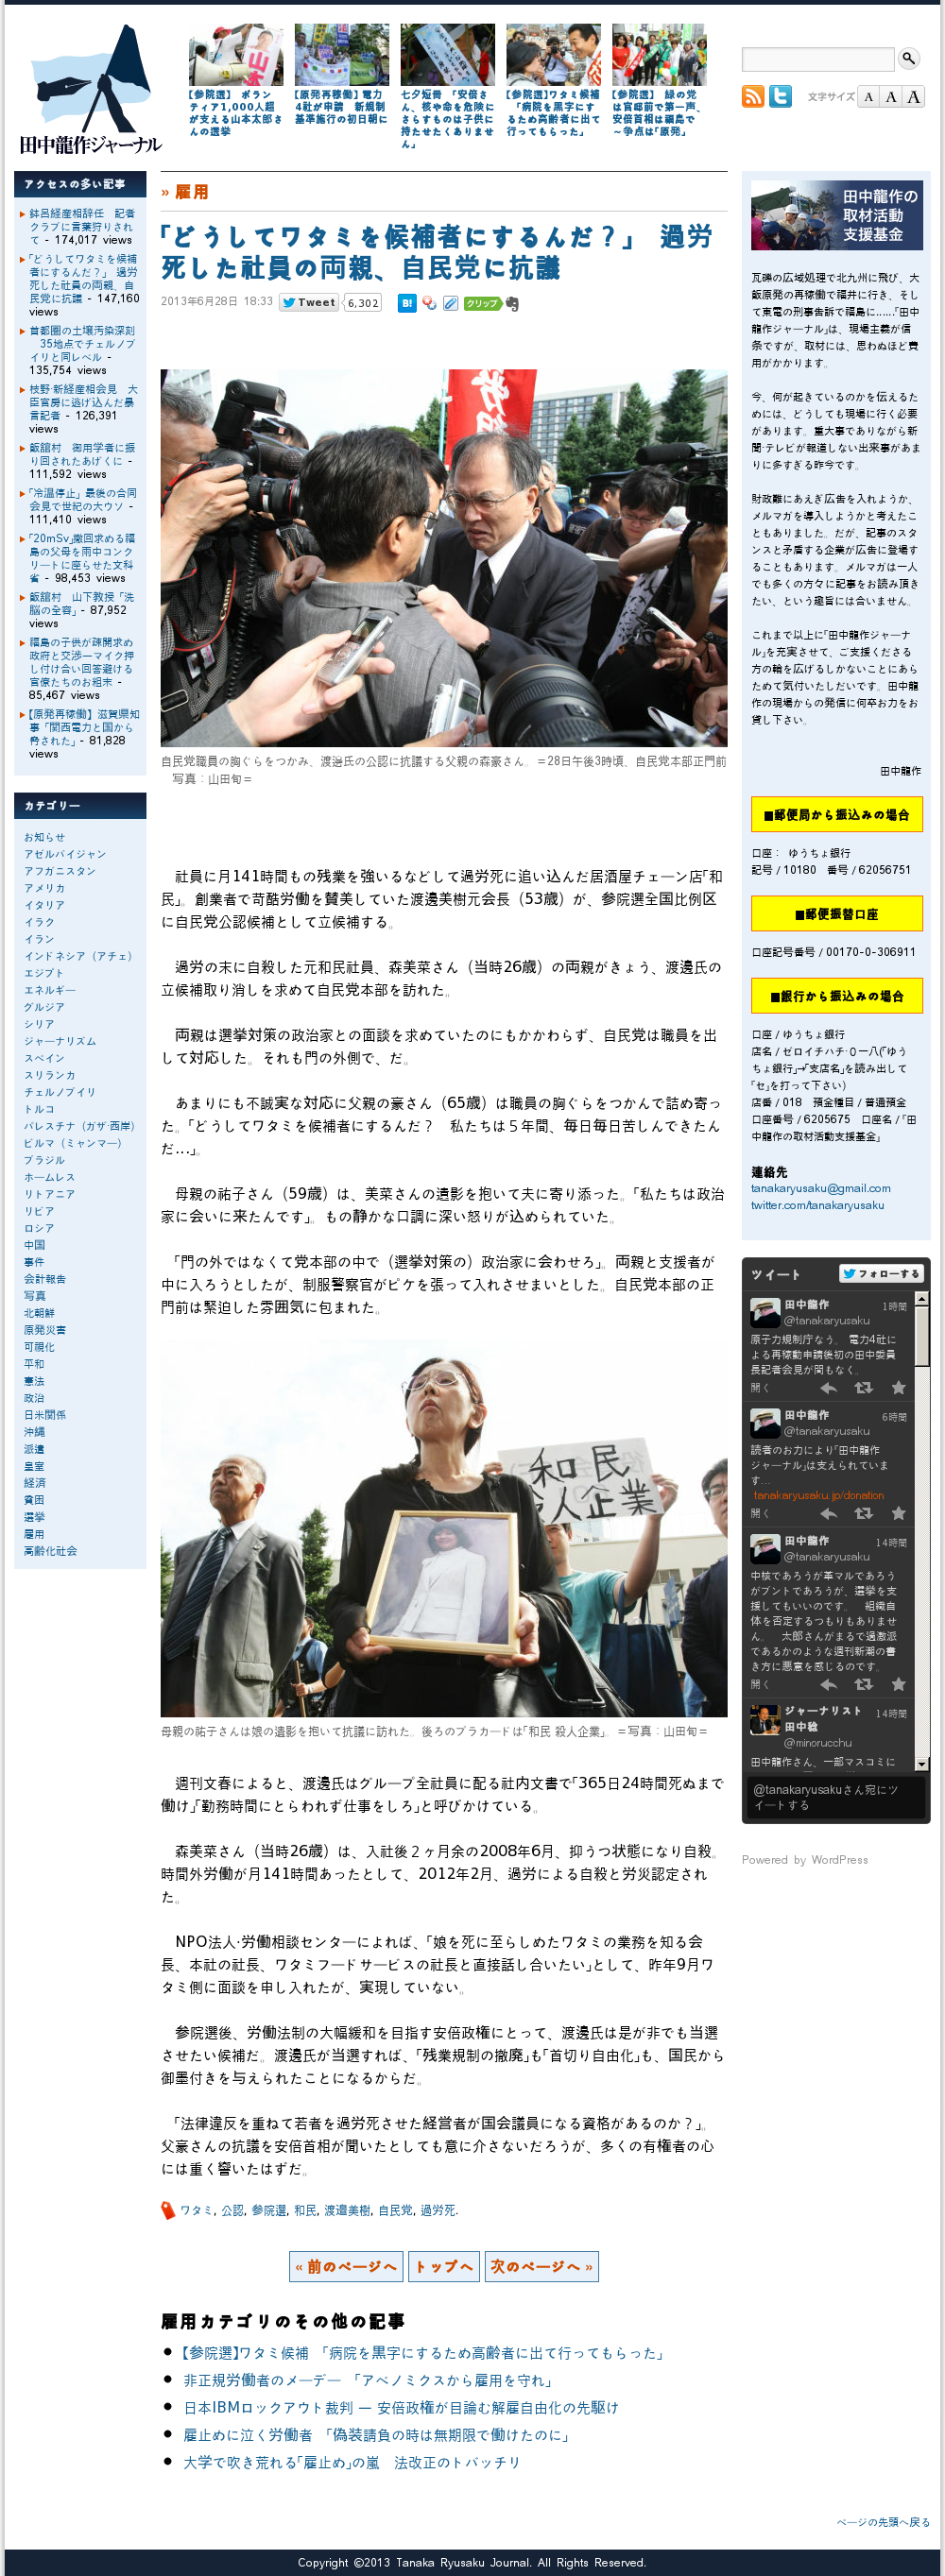 田中龍作ジャーナル
【参院選】 ボラン
ティア1,000人超
が支える山本太郎さ
んの選挙
【原発再稼働】電力
4社が申請 新規制
基準施行の初日朝に
七夕短冊 「安倍さ
ん、核や命を危険に
さらすものは子供に
持たせたくありませ
ん」
【参院選】ワタミ候補
「病院を黒字にす
るため高齢者に出て
行ってもらった」
【参院選】 緑の党
は官邸前で第一声、
安倍首相は福島で
～争点は「原発」
文字サイズ A A A
アクセスの多い記事
鉢呂経産相辞任 記者
クラブに言葉狩りされ
て - 174,017 views
「どうしてワタミを候補
者にするんだ？」 過労
死した社員の両親、自
民党に抗議 - 147,160
views
首都圏の土壌汚染深刻
35地点でチェルノブ
イリと同レベル -
135,754 views
枝野・新経産相会見 大
臣官房に逃げ込んだ暴
言記者 - 126,391
views
飯舘村 御用学者に振
り回されたあげくに -
111,592 views
「冷温停止」最後の合同
会見で世紀の大ウソ -
111,410 views
「20mSv」撤回求める福
島の父母を雨中コンク
リートに座らせた文科
省 - 98,453 views
飯舘村 山下教授「洗
脳の全容」 - 87,952
views
福島の子供が疎開求め
政府と交渉ーマイク押
し付け合い回答避ける
官僚たちのお粗末 -
85,467 views
【原発再稼働】滋賀県知
事「関西電力と国から
脅された」 - 81,828
views
カテゴリー
お知らせ
アゼルバイジャン
アフガニスタン
アメリカ
イタリア
イラク
イラン
インドネシア（アチェ）
エジプト
エネルギー
グルジア
シリア
ジャーナリズム
スペイン
スリランカ
チェルノブイリ
トルコ
パレスチナ（ガザ・西岸）
ビルマ（ミャンマー）
ブラジル
ホームレス
リトアニア
リビア
ロシア
中国
事件
会計報告
写真
北朝鮮
原発災害
可視化
平和
憲法
政治
日米関係
沖縄
派遣
皇室
経済
貧困
選挙
雇用
高齢化社会
» 雇用
「どうしてワタミを候補者にするんだ？」 過労
死した社員の両親、自民党に抗議
2013年6月28日 18:33
Tweet 6,302 B! クリップ
自民党職員の胸ぐらをつかみ、渡邉氏の公認に抗議する父親の森豪さん。＝28日午後3時頃、自民党本部正門前
写真：山田旬＝
社員に月141時間もの残業を強いるなどして過労死に追い込んだ居酒屋チェーン店「和
民」。創業者で苛酷労働を賛美していた渡邉美樹元会長（53歳）が、参院選全国比例区
に自民党公認候補として立候補する。
過労の末に自殺した元和民社員、森美菜さん（当時26歳）の両親がきょう、渡邉氏の
立候補取り消しを求めて自民党本部を訪れた。
両親は選挙対策の政治家との面談を求めていたのにもかかわらず、自民党は職員を出
して対応した。それも門の外側で、だ。
あまりにも不誠実な対応に父親の豪さん（65歳）は職員の胸ぐらをつかんで詰め寄っ
た。「どうしてワタミを候補者にするんだ？ 私たちは５年間、毎日毎日苦しんできたん
だ…」。
母親の祐子さん（59歳）は、美菜さんの遺影を抱いて夫に寄り添った。「私たちは政治
家に会いに来たんです」。もの静かな口調に深い怒りが込められていた。
「門の外ではなくて党本部の中で（選挙対策の）政治家に会わせろ」。両親と支援者が
中に入ろうとしたが、制服警察官がピケを張って入れさせまいとした。自民党本部の正
門前は緊迫した雰囲気に包まれた。
和民
人企業
母親の祐子さんは娘の遺影を抱いて抗議に訪れた。後ろのプラカードは「和民 殺人企業」。＝写真：山田旬＝
週刊文春によると、渡邉氏はグループ全社員に配る社内文書で「365日24時間死ぬまで
働け」「勤務時間にとらわれず仕事をしろ」と呼びかけている。
森美菜さん（当時26歳）は、入社後２ヶ月余の2008年6月、抑うつ状態になり自殺。
時間外労働が月141時間あったとして、2012年2月、過労による自殺と労災認定され
た。
NPO法人・労働相談センターによれば、「娘を死に至らしめたワタミの業務を知る会
長、本社の社長、ワタミフードサービスの社長と直接話し合いたい」として、昨年9月ワ
タミ側に面談を申し入れたが、実現していない。
参院選後、労働法制の大幅緩和を目指す安倍政権にとって、渡邉氏は是が非でも当選
させたい候補だ。渡邉氏が当選すれば、「残業規制の撤廃」も「首切り自由化」も、国民から
御墨付きを与えられたことになるからだ。
「法律違反を重ねて若者を過労死させた経営者が国会議員になる資格があるのか？」。
父豪さんの抗議を安倍首相が聞いたとしても意に介さないだろうが、多くの有権者の心
には重く響いたはずだ。
ワタミ, 公認, 参院選, 和民, 渡邉美樹, 自民党, 過労死.
« 前のページへ トップへ 次のページへ »
雇用カテゴリのその他の記事
【参院選】ワタミ候補 「病院を黒字にするため高齢者に出て行ってもらった」
非正規労働者のメーデー 「アベノミクスから雇用を守れ」
日本IBMロックアウト裁判 ― 安倍政権が目論む解雇自由化の先駆け
雇止めに泣く労働者 「偽装請負の時は無期限で働けたのに」
大学で吹き荒れる「雇止め」の嵐 法改正のトバッチリ
田中龍作の
取材活動
支援基金
瓦礫の広域処理で北九州に飛び、大
飯原発の再稼働で福井に行き、そし
て東電の刑事告訴で福島に……「田中
龍作ジャーナル」は、現場主義が信
条ですが、取材には、思わぬほど費
用がかかります。
今、何が起きているのかを伝えるた
めには、どうしても現場に行く必要
があります。重大事でありながら新
聞・テレビが報道しない出来事があま
りに多すぎる昨今です。
財政難にあえぎ広告を入れようか、
メルマガを導入しようかと考えたこ
ともありました。だが、記事のスタ
ンスと矛盾する企業が広告に登場す
ることもあります。メルマガは一人
でも多くの方々に記事をお読み頂き
たい、という趣旨には合いません。
これまで以上に「田中龍作ジャーナ
ル」を充実させて、ご支援くださる
方の輪を広げるしかないことにあら
ためて気付いたしだいです。田中龍
作の現場からの発信に何卒お力をお
貸し下さい。
田中龍作
■郵便局から振込みの場合
口座： ゆうちょ銀行
記号 / 10180 番号 / 62056751
■郵便振替口座
口座記号番号 / 00170-0-306911
■銀行から振込みの場合
口座 / ゆうちょ銀行
店名 / ゼロイチハチ・０一八(「ゆう
ちょ銀行」→「支店名」を読み出して
「セ」を打って下さい)
店番 / 018 預金種目 / 普通預金
口座番号 / 6205675 口座名 / 「田
中龍作の取材活動支援基金」
連絡先
tanakaryusaku@gmail.com
twitter.com/tanakaryusaku
ツイート フォローする
田中龍作 1時間
@tanakaryusaku
原子力規制庁なう。 電力4社に
よる再稼動申請後初の田中委員
長記者会見が間もなく。
開く
田中龍作 6時間
@tanakaryusaku
読者のお力により「田中龍作
ジャーナル」は支えられていま
す…
tanakaryusaku.jp/donation
開く
田中龍作 14時間
@tanakaryusaku
中核であろうが革マルであろう
がブントであろうが、選挙を支
援してもいいのです。 組織自
体を否定するつもりもありませ
ん。 太郎さんがまるで過激派
であるかのような週刊新潮の書
き方に悪意を感じるのです。
開く
ジャーナリスト 14時間
田中稔
@minorucchu
田中龍作さん、一部マスコミに
@tanakaryusakuさん宛にツ
イートする
Powered by WordPress
ページの先頭へ戻る
Copyright ©2013 Tanaka Ryusaku Journal. All Rights Reserved.